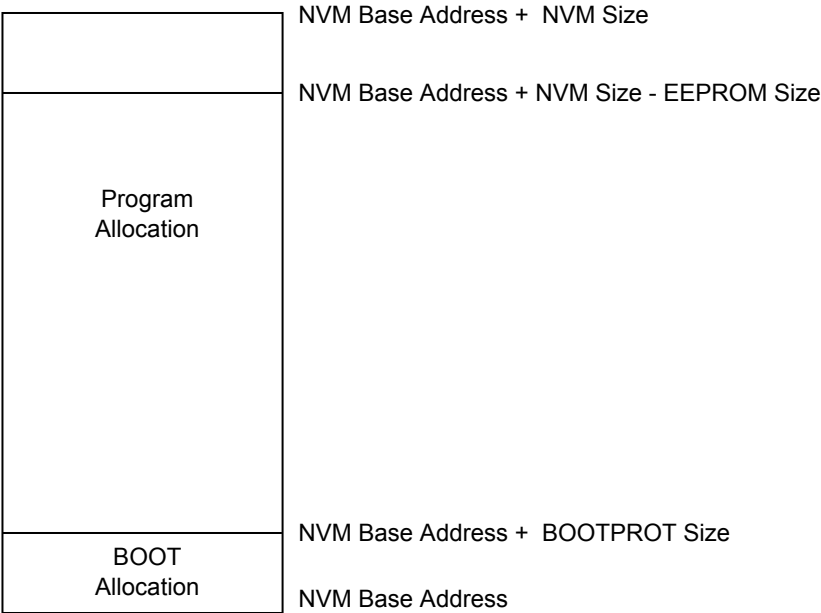 NVM Base Address + NVM Size
NVM Base Address + NVM Size - EEPROM Size
Program
Allocation
NVM Base Address + BOOTPROT Size
BOOT
Allocation
NVM Base Address